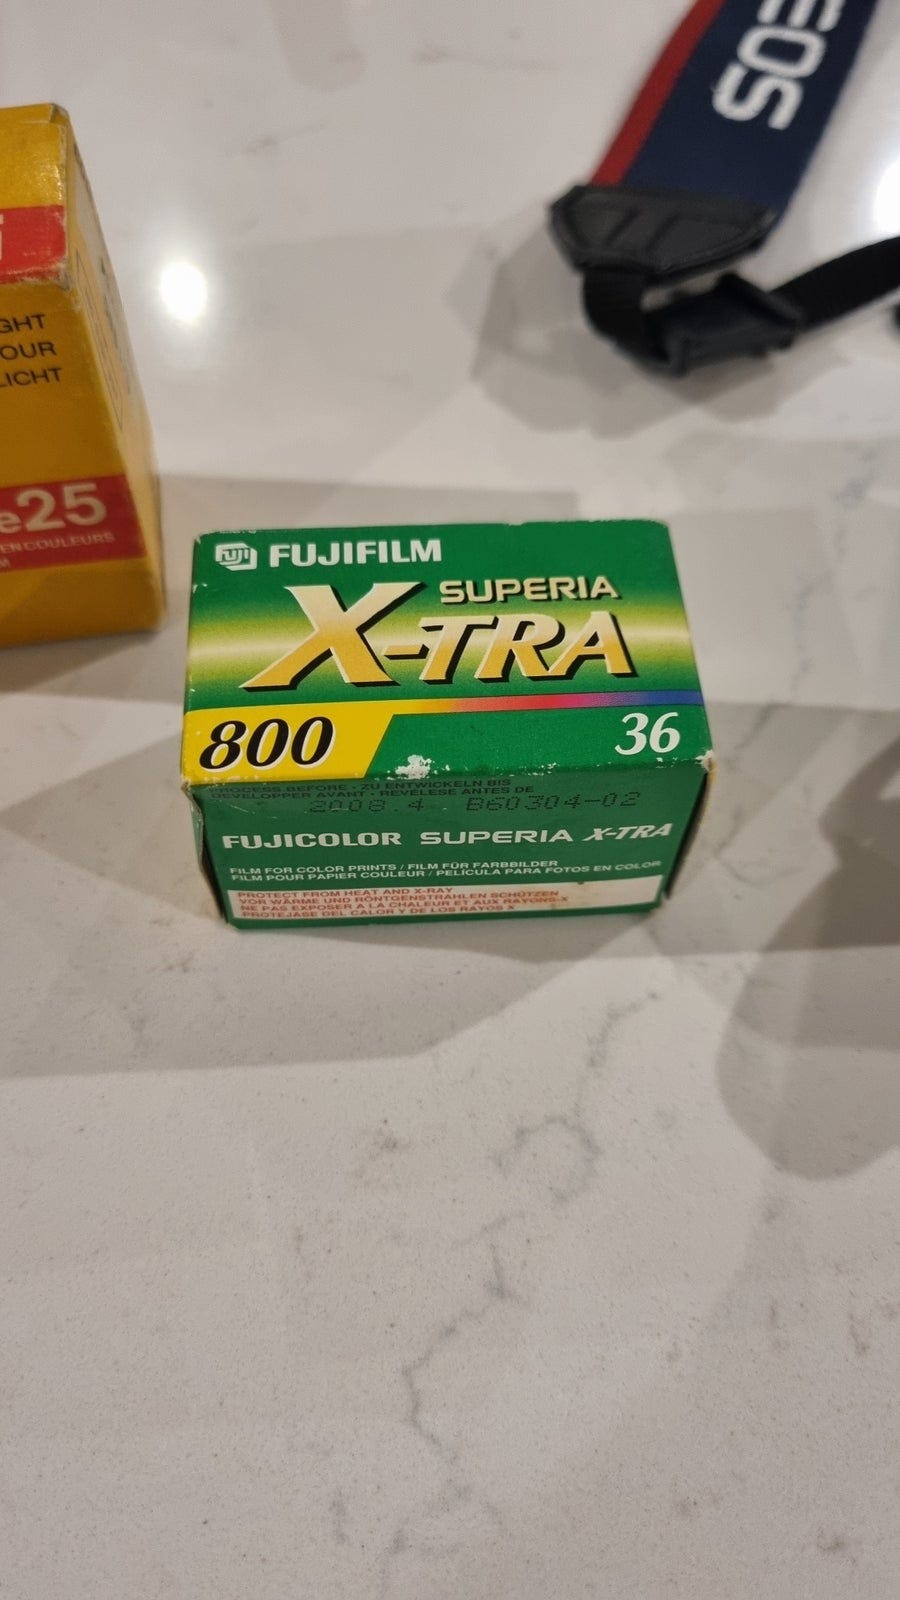 EOS
GHT
OUR
LICHT
e25
EN COULEURS
FUJI FUJIFILM
SUPERIA
X-TRA
800
36
PROCESS BEFORE · ZU ENTWICKELN BIS
DEVELOPPER AVANT · REVELESE ANTES DE
2008.4 B60304-02
FUJICOLOR SUPERIA X-TRA
FILM FOR COLOR PRINTS / FILM FÜR FARBBILDER
FILM POUR PAPIER COULEUR / PELÍCULA PARA FOTOS EN COLOR
PROTECT FROM HEAT AND X-RAY
VOR WÄRME UND RÖNTGENSTRAHLEN SCHÜTZEN
NE PAS EXPOSER A LA CHALEUR ET AUX RAYONS-X
PROTEJASE DEL CALOR Y DE LOS RAYOS X